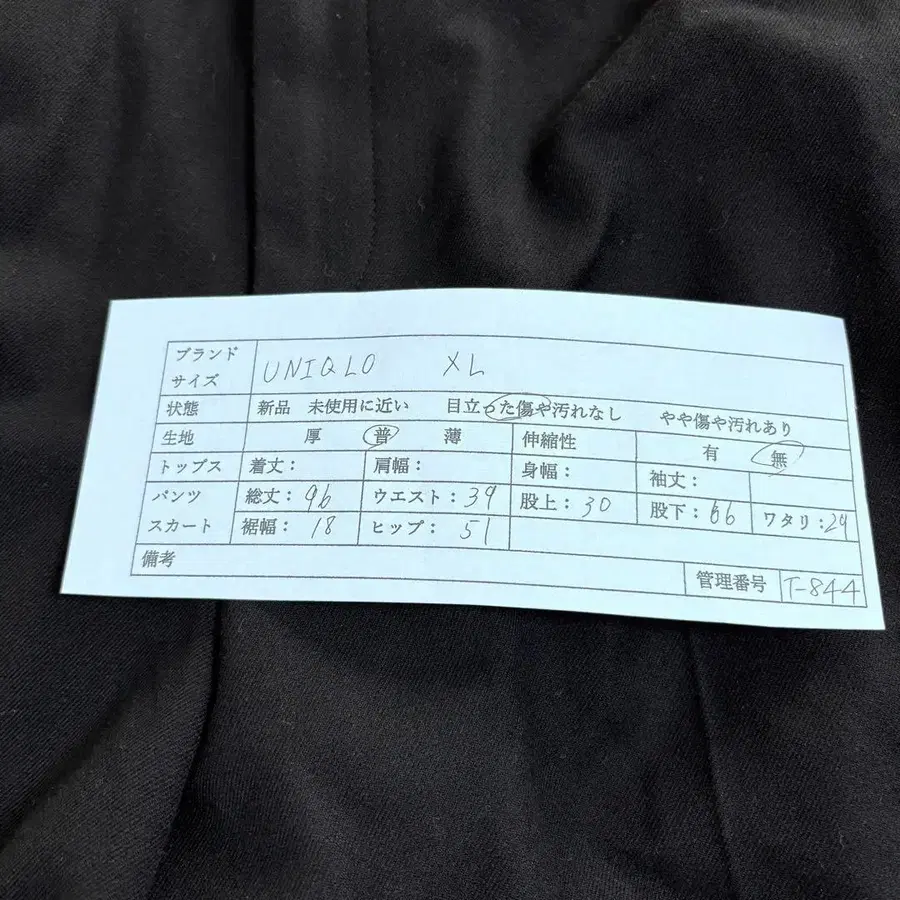 ブランド サイズ UNIQLO XL
状態 新品 未使用に近い 目立った傷や汚れなし やや傷や汚れあり
生地 厚 普 薄 伸縮性 有 無
トップス 着丈: 肩幅: 身幅: 袖丈:
パンツ 総丈:96 ウエスト:39 股上:30 股下:66 ワタリ:29
スカート 裾幅:18 ヒップ:51
備考
管理番号 T-844